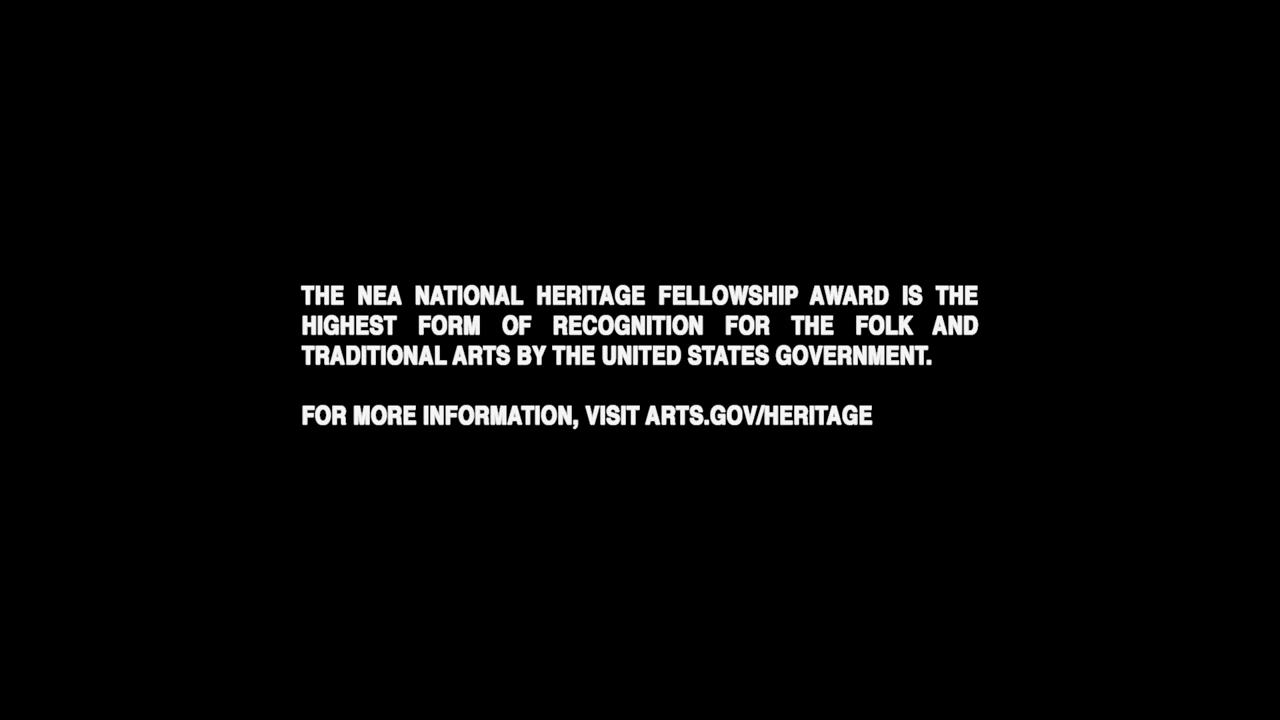 THE NEA NATIONAL HERITAGE FELLOWSHIP AWARD IS THE
HIGHEST FORM OF RECOGNITION FOR THE FOLK AND
TRADITIONAL ARTS BY THE UNITED STATES GOVERNMENT.
FOR MORE INFORMATION, VISIT ARTS.GOV/HERITAGE